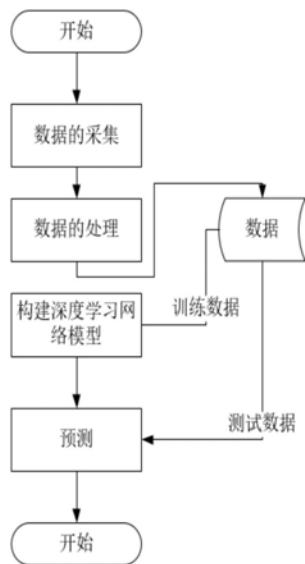 开始
数据的采集
数据的处理
数据
构建深度学习网
络模型
训练数据
预测
测试数据
开始